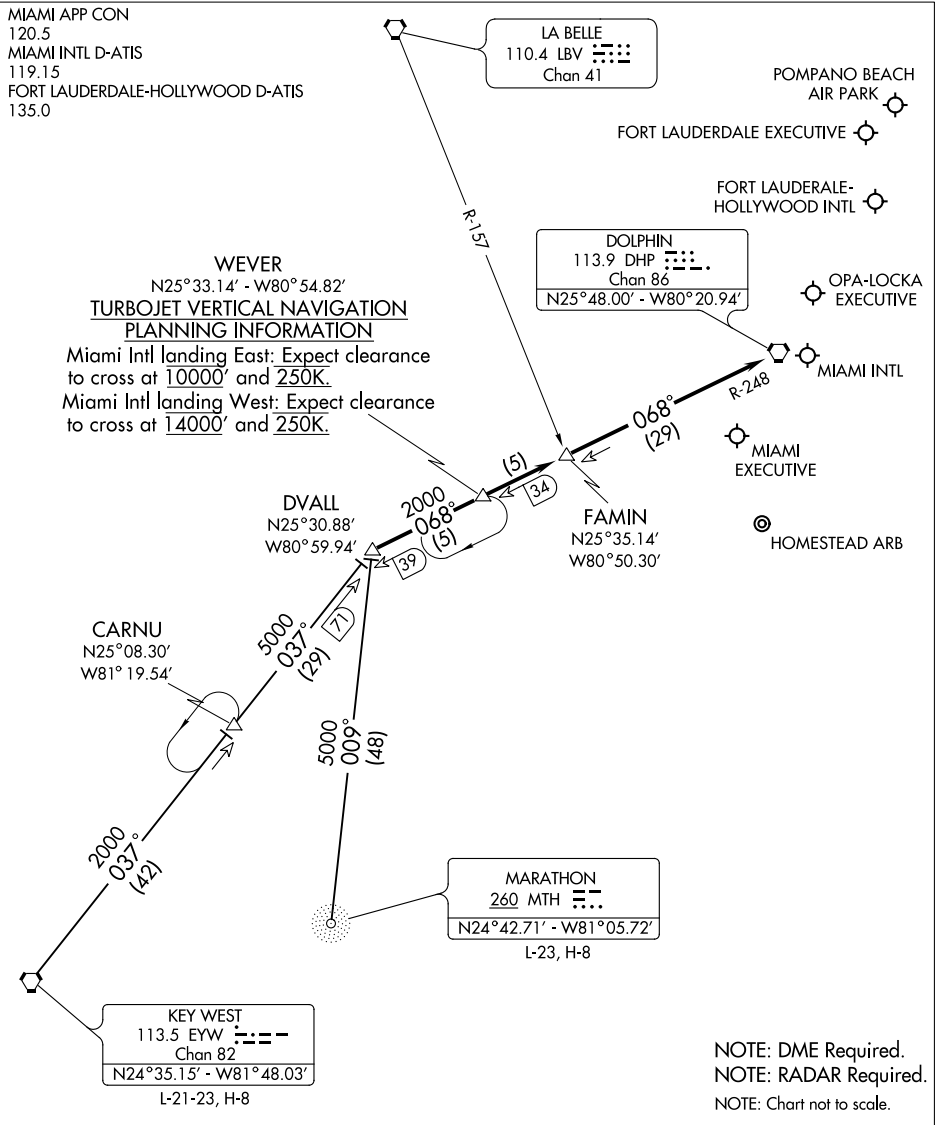 MIAMI APP CON
120.5
MIAMI INTL D-ATIS
119.15
FORT LAUDERDALE-HOLLYWOOD D-ATIS
135.0
LA BELLE
110.4 LBV
Chan 41
POMPANO BEACH
AIR PARK
FORT LAUDERDALE EXECUTIVE
FORT LAUDERALE-
HOLLYWOOD INTL
R-157
DOLPHIN
113.9 DHP
Chan 86
N25°48.00' - W80°20.94'
OPA-LOCKA
EXECUTIVE
WEVER
N25°33.14' - W80°54.82'
TURBOJET VERTICAL NAVIGATION
PLANNING INFORMATION
Miami Intl landing East: Expect clearance
to cross at 10000' and 250K.
Miami Intl landing West: Expect clearance
to cross at 14000' and 250K.
MIAMI INTL
R-248
068°
(29)
MIAMI
EXECUTIVE
(5)
34
FAMIN
N25°35.14'
W80°50.30'
HOMESTEAD ARB
DVALL
N25°30.88'
W80°59.94'
2000
068°
(5)
39
71
CARNU
N25°08.30'
W81°19.54'
5000
037°
(29)
5000
009°
(48)
2000
037°
(42)
MARATHON
260 MTH
N24°42.71' - W81°05.72'
L-23, H-8
KEY WEST
113.5 EYW
Chan 82
N24°35.15' - W81°48.03'
L-21-23, H-8
NOTE: DME Required.
NOTE: RADAR Required.
NOTE: Chart not to scale.